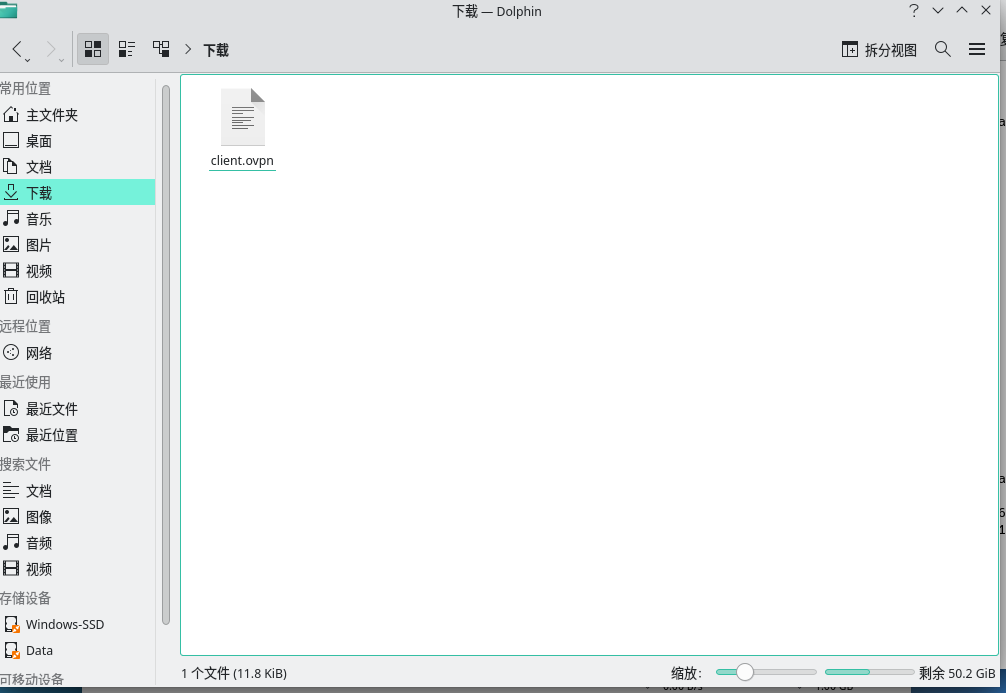 下载 — Dolphin
下载
拆分视图
常用位置
主文件夹
桌面
文档
下载
音乐
图片
视频
回收站
远程位置
网络
最近使用
最近文件
最近位置
搜索文件
文档
图像
音频
视频
存储设备
Windows-SSD
Data
可移动设备
client.ovpn
1 个文件 (11.8 KiB)
缩放：
剩余 50.2 GiB